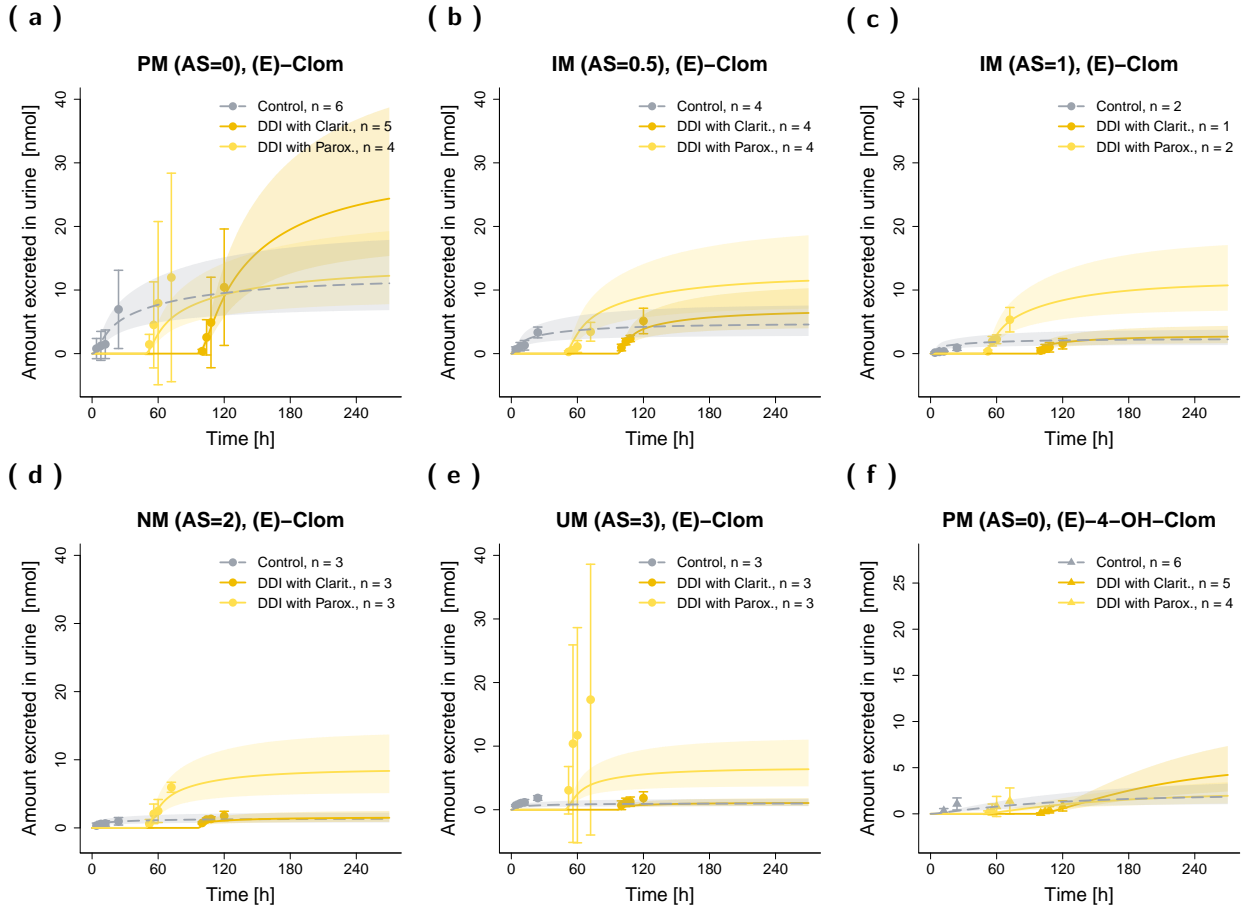 ( a )
PM (AS=0), (E)−Clom
Amount excreted in urine [nmol]
40
30
20
10
0
Control, n = 6
DDI with Clarit., n = 5
DDI with Parox., n = 4
0 60 120 180 240
Time [h]
( b )
IM (AS=0.5), (E)−Clom
Amount excreted in urine [nmol]
40
30
20
10
0
Control, n = 4
DDI with Clarit., n = 4
DDI with Parox., n = 4
0 60 120 180 240
Time [h]
( c )
IM (AS=1), (E)−Clom
Amount excreted in urine [nmol]
40
30
20
10
0
Control, n = 2
DDI with Clarit., n = 1
DDI with Parox., n = 2
0 60 120 180 240
Time [h]
( d )
NM (AS=2), (E)−Clom
Amount excreted in urine [nmol]
40
30
20
10
0
Control, n = 3
DDI with Clarit., n = 3
DDI with Parox., n = 3
0 60 120 180 240
Time [h]
( e )
UM (AS=3), (E)−Clom
Amount excreted in urine [nmol]
40
30
20
10
0
Control, n = 3
DDI with Clarit., n = 3
DDI with Parox., n = 3
0 60 120 180 240
Time [h]
( f )
PM (AS=0), (E)−4−OH−Clom
Amount excreted in urine [nmol]
25
20
15
10
5
0
Control, n = 6
DDI with Clarit., n = 5
DDI with Parox., n = 4
0 60 120 180 240
Time [h]